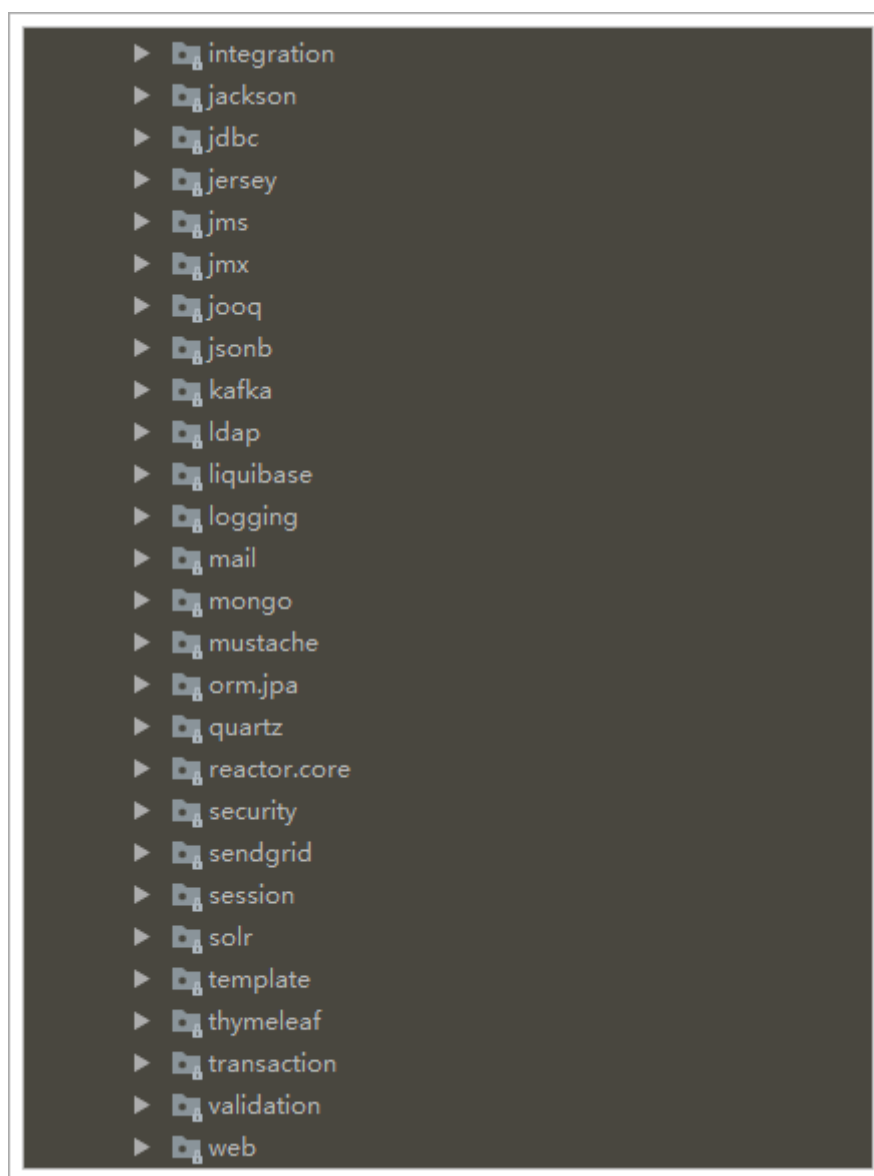 integration
jackson
jdbc
jersey
jms
jmx
jooq
jsonb
kafka
ldap
liquibase
logging
mail
mongo
mustache
orm.jpa
quartz
reactor.core
security
sendgrid
session
solr
template
thymeleaf
transaction
validation
web